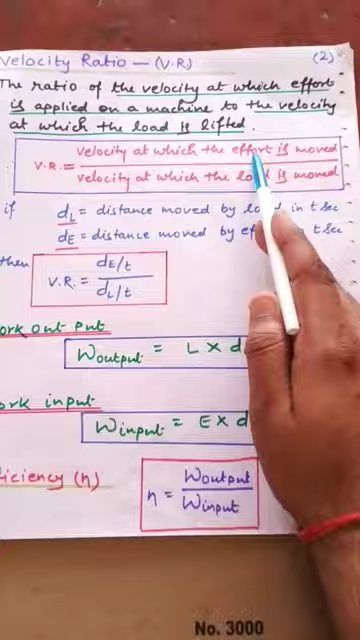 Velocity Ratio - (V.R) (2)
The ratio of the velocity at which effort
is applied on a machine to the velocity
at which the load is lifted.
V.R. = velocity at which the effort is moved
velocity at which the load is moved
if dL = distance moved by load in t sec
dE = distance moved by in t sec
then V.R. = dE/t
dL/t
ork out put
Woutput = L × d
ork input
Winput = E × d
ficiency (η)
η = Woutput
Winput
No. 3000